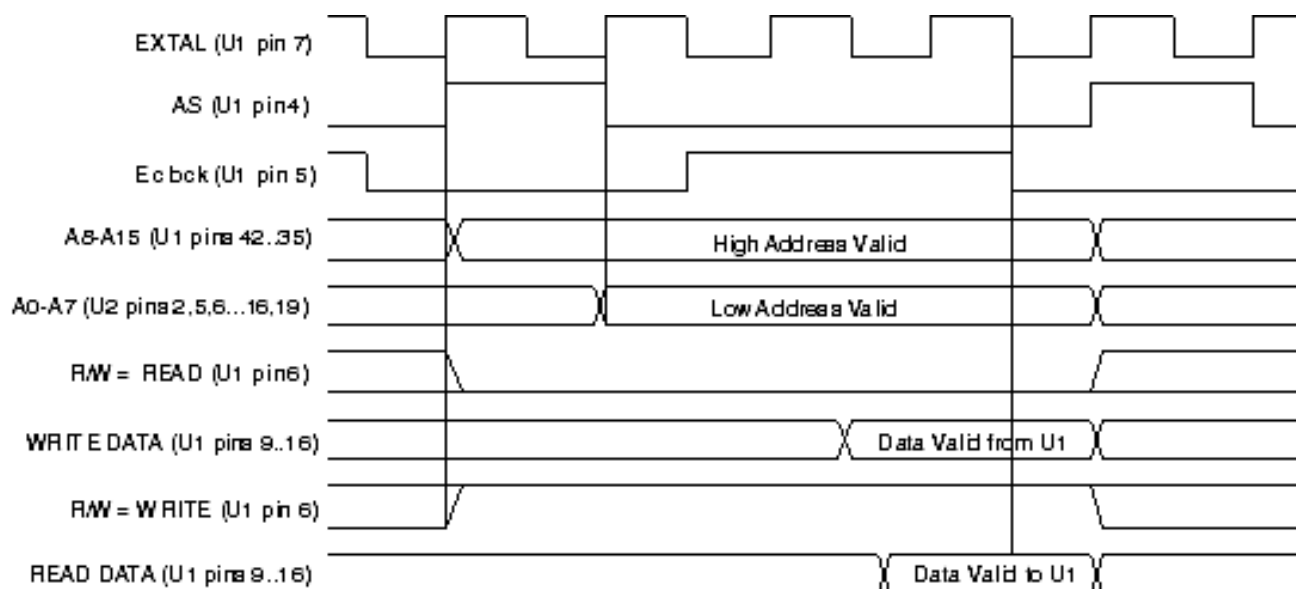 EXTAL (U1 pin 7)
AS (U1 pin4)
Ecbck (U1 pin 5)
A8-A15 (U1 pins 42..35)
High Address Valid
A0-A7 (U2 pins 2,5,6...16,19)
Low Address Valid
R/W = READ (U1 pin6)
WRITE DATA (U1 pins 9..16)
Data Valid from U1
R/W = WRITE (U1 pin 6)
READ DATA (U1 pins 9..16)
Data Valid to U1